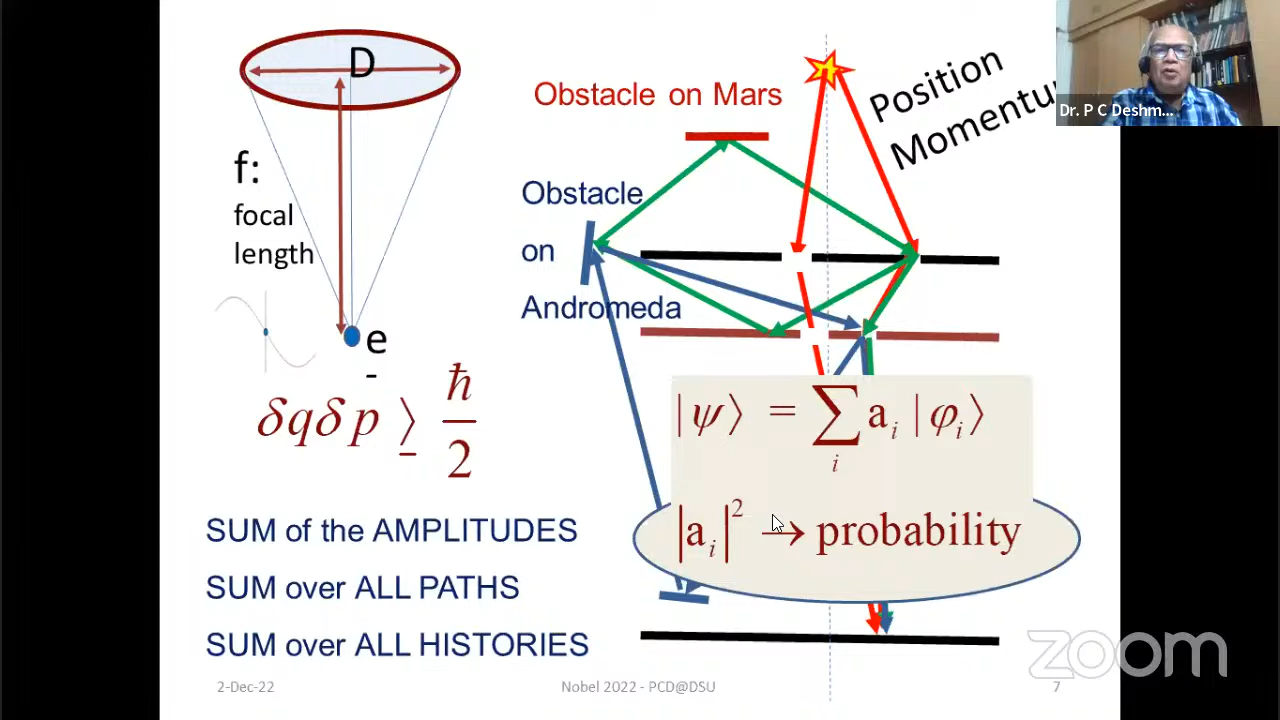 D
f:
focal
length
e
-
δq δp ≥ ħ/2
SUM of the AMPLITUDES
SUM over ALL PATHS
SUM over ALL HISTORIES
Obstacle on Mars
Obstacle
on
Andromeda
Position
Momentu
|ψ⟩ = ∑ᵢ aᵢ |φᵢ⟩
|aᵢ|² → probability
Dr. P C Deshm...
zoom
2-Dec-22
Nobel 2022 - PCD@DSU
7